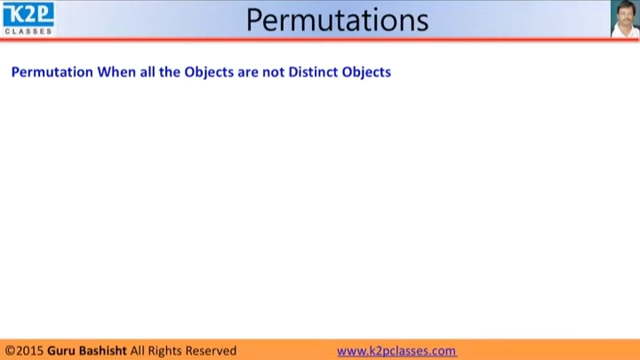 K2P
CLASSES
Permutations
Permutation When all the Objects are not Distinct Objects
©2015 Guru Bashisht All Rights Reserved
www.k2pclasses.com